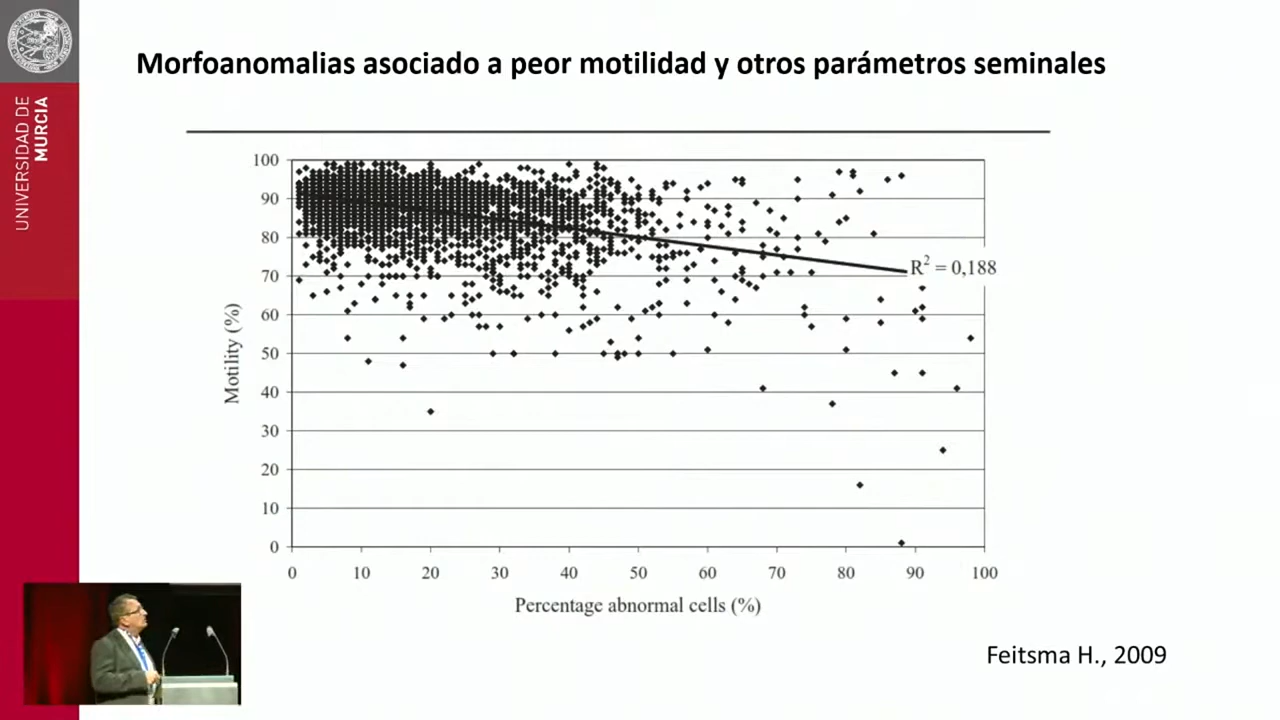 Morfoanomalias asociado a peor motilidad y otros parámetros seminales
UNIVERSIDAD DE
MURCIA
100
90
80
70
60
50
40
30
20
10
0
Motility (%)
R² = 0,188
0 10 20 30 40 50 60 70 80 90 100
Percentage abnormal cells (%)
Feitsma H., 2009